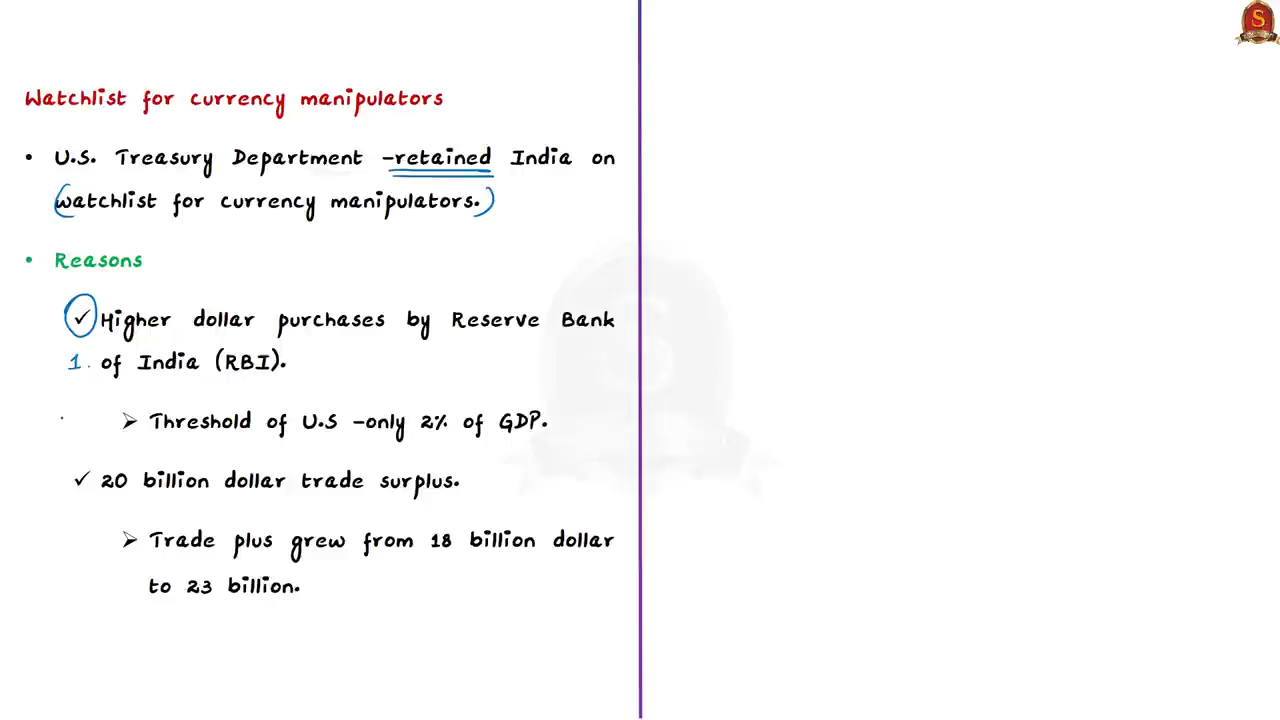 S
Watchlist for currency manipulators
• U.S. Treasury Department -retained India on
watchlist for currency manipulators.
• Reasons
✓ Higher dollar purchases by Reserve Bank
1. of India (RBI).
➢ Threshold of U.S -only 2% of GDP.
✓ 20 billion dollar trade surplus.
➢ Trade plus grew from 18 billion dollar
to 23 billion.